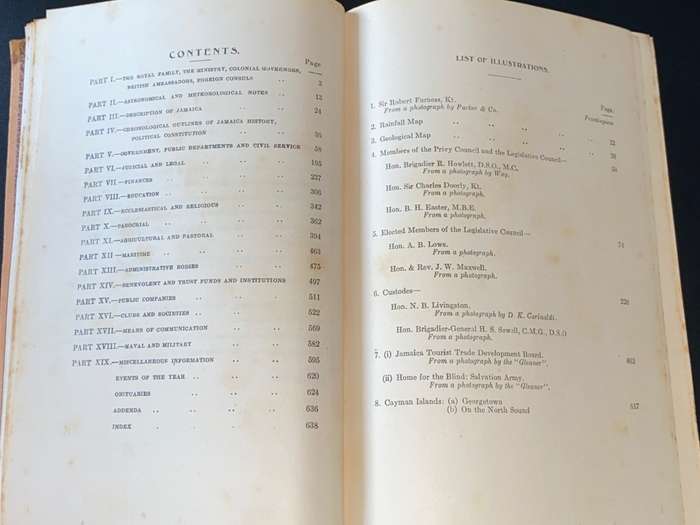 CONTENTS.
Page
PART I.—THE ROYAL FAMILY, THE MINISTRY, COLONIAL GOVERNORS,
BRITISH AMBASSADORS, FOREIGN CONSULS .. 2
PART II.—ASTRONOMICAL AND METEOROLOGICAL NOTES .. 12
PART III.—DESCRIPTION OF JAMAICA .. .. 24
PART IV.—CHRONOLOGICAL OUTLINES OF JAMAICA HISTORY,
POLITICAL CONSTITUTION .. ..
PART V.—GOVERNMENT, PUBLIC DEPARTMENTS AND CIVIL SERVICE 58
PART VI.—JUDICIAL AND LEGAL .. .. 195
PART VII.—FINANCES .. .. .. 237
PART VIII.—EDUCATION .. .. .. 306
PART IX.—ECCLESIASTICAL AND RELIGIOUS .. .. 342
PART X.—PAROCHIAL .. .. .. 362
PART XI.—AGRICULTURAL AND PASTORAL .. .. 394
PART XII—MARITIME .. .. .. 463
PART XIII.—ADMINISTRATIVE BODIES .. .. 475
PART XIV.—BENEVOLENT AND TRUST FUNDS AND INSTITUTIONS 497
PART XV.—PUBLIC COMPANIES .. .. .. 511
PART XVI.—CLUBS AND SOCIETIES .. .. .. 522
PART XVII.—MEANS OF COMMUNICATION .. .. 569
PART XVIII.—NAVAL AND MILITARY .. .. 582
PART XIX.—MISCELLANEOUS INFORMATION .. .. 595
EVENTS OF THE YEAR .. .. .. 620
OBITUARIES .. .. .. 624
ADDENDA .. .. .. .. 636
INDEX . .. .. .. 638
LIST OF ILLUSTRATIONS.
Page.
1. Sir Robert Furness, Kt. Frontispiece
From a photograph by Parker & Co.
2. Rainfall Map .. .. .. .. 12
3. Geological Map .. .. .. ..
4. Members of the Privy Council and the Legislative Council—
Hon. Brigadier R. Howlett, D.S.O., M.C.
From a photograph by Way.
Hon. Sir Charles Doorly, Kt.
From a photograph.
Hon. B. H. Easter, M.B.E.
From a photograph.
5. Elected Members of the Legislative Council—
Hon. A. B. Lowe. 74
From a photograph.
Hon. & Rev. J. W. Maxwell.
From a photograph.
6. Custodes—
Hon. N. B. Livingston.
From a photograph by D. K. Corinaldi.
Hon. Brigadier-General H. S. Sewell, C.M.G., D.S.O
From a photograph.
7. (i) Jamaica Tourist Trade Development Board.
From a photograph by the "Gleaner".
(ii) Home for the Blind: Salvation Army.
From a photograph by the "Gleaner".
8. Cayman Islands: (a) Georgetown
(b) On the North Sound